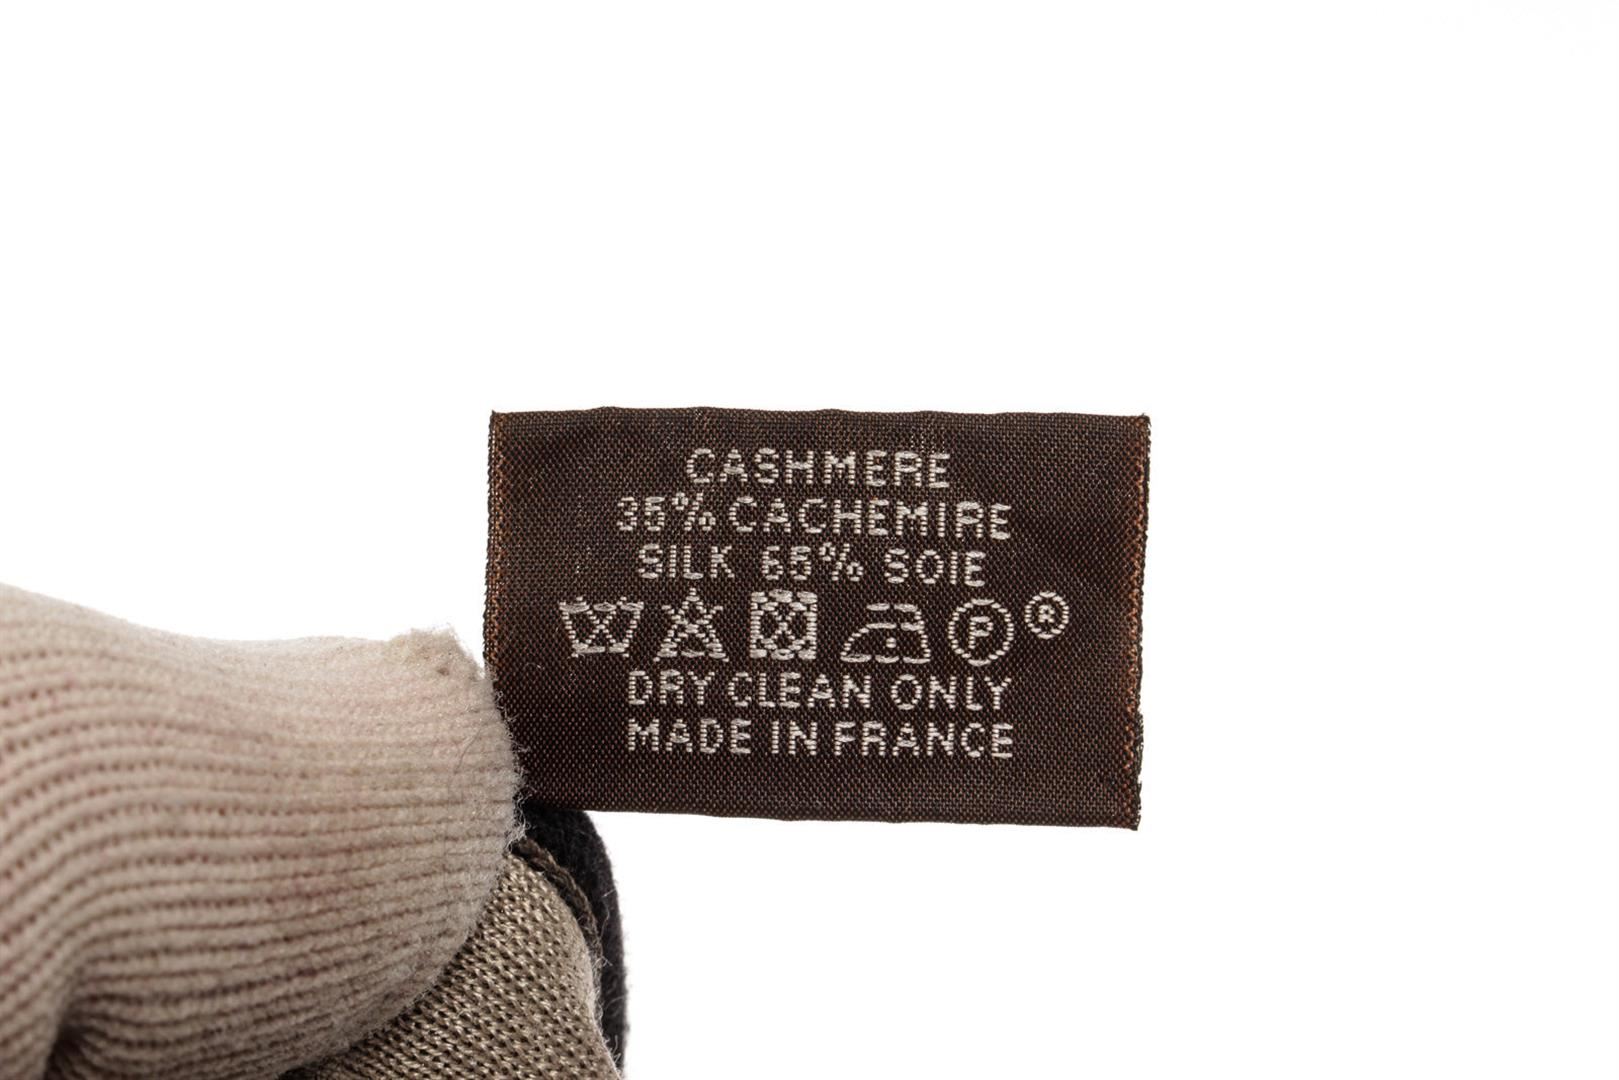 CASHMERE
35% CACHEMIRE
SILK 65% SOIE
P ®
DRY CLEAN ONLY
MADE IN FRANCE